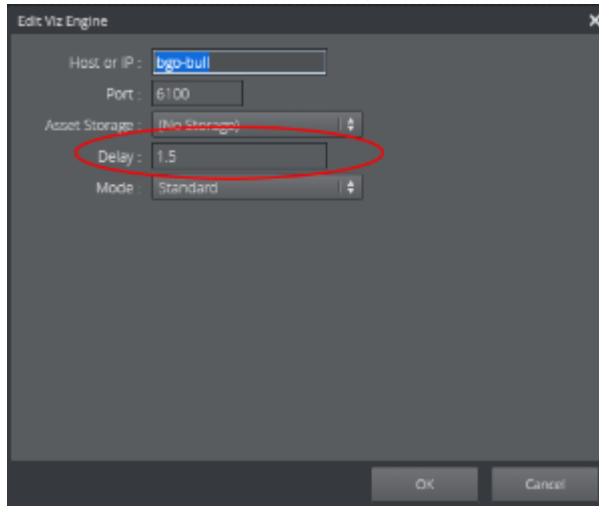 Edit Viz Engine
Host or IP : bgo-bull
Port : 6100
Asset Storage : (No Storage)
Delay : 1.5
Mode : Standard
OK Cancel